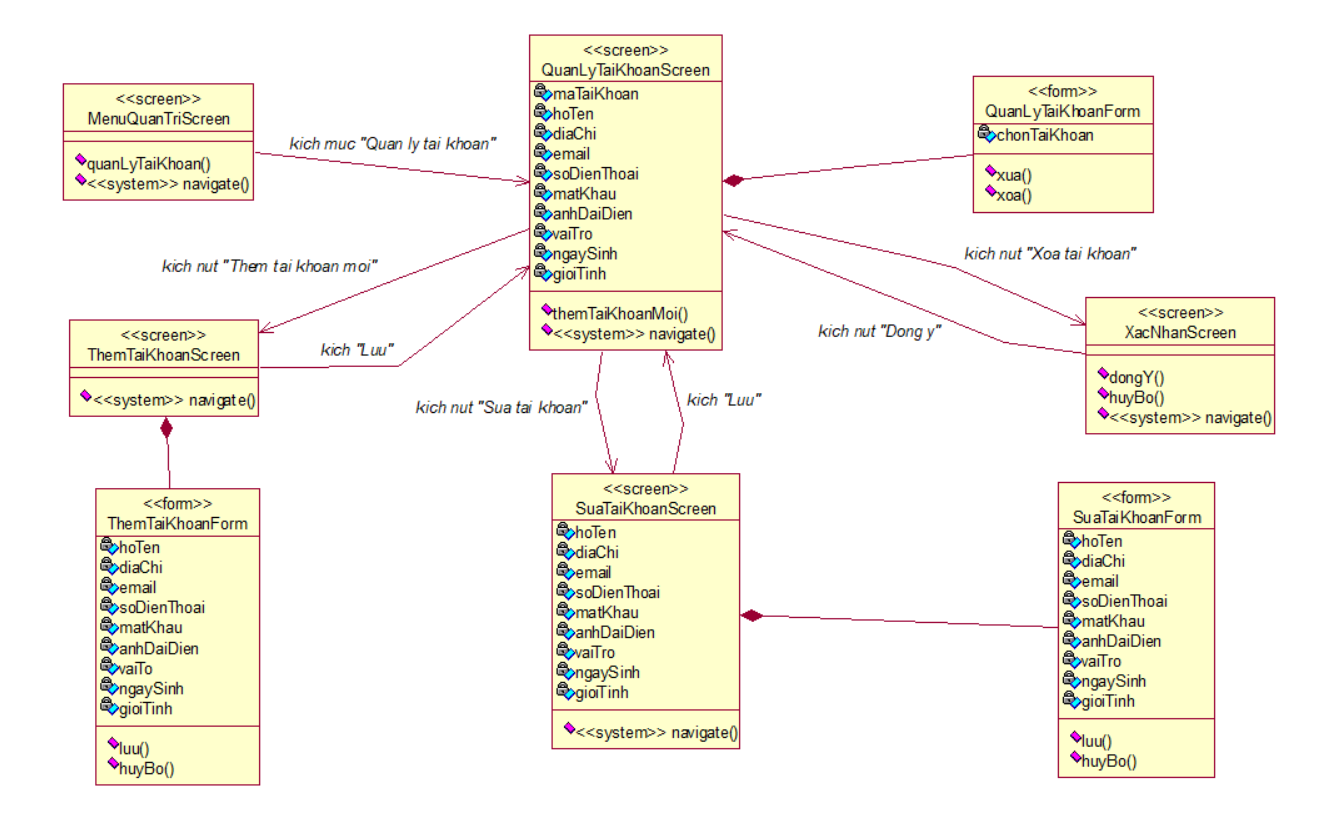 <<screen>>
QuanLyTaiKhoanScreen
maTaiKhoan
hoTen
diaChi
email
soDienThoai
matKhau
anhDaiDien
vaiTro
ngaySinh
gioiTinh
themTaiKhoanMoi()
<<system>> navigate()
<<screen>>
MenuQuanTriScreen
quanLyTaiKhoan()
<<system>> navigate()
kich muc "Quan ly tai khoan"
<<form>>
QuanLyTaiKhoanForm
chonTaiKhoan
xua()
xoa()
kich nut "Them tai khoan moi"
kich nut "Xoa tai khoan"
kich nut "Dong y"
kich "Luu"
<<screen>>
ThemTaiKhoanScreen
<<system>> navigate()
<<screen>>
XacNhanScreen
dongY()
huyBo()
<<system>> navigate()
kich nut "Sua tai khoan"
kich "Luu"
<<form>>
ThemTaiKhoanForm
hoTen
diaChi
email
soDienThoai
matKhau
anhDaiDien
vaiTo
ngaySinh
gioiTinh
luu()
huyBo()
<<screen>>
SuaTaiKhoanScreen
hoTen
diaChi
email
soDienThoai
matKhau
anhDaiDien
vaiTro
ngaySinh
gioiTinh
<<system>> navigate()
<<form>>
SuaTaiKhoanForm
hoTen
diaChi
email
soDienThoai
matKhau
anhDaiDien
vaiTro
ngaySinh
gioiTinh
luu()
huyBo()